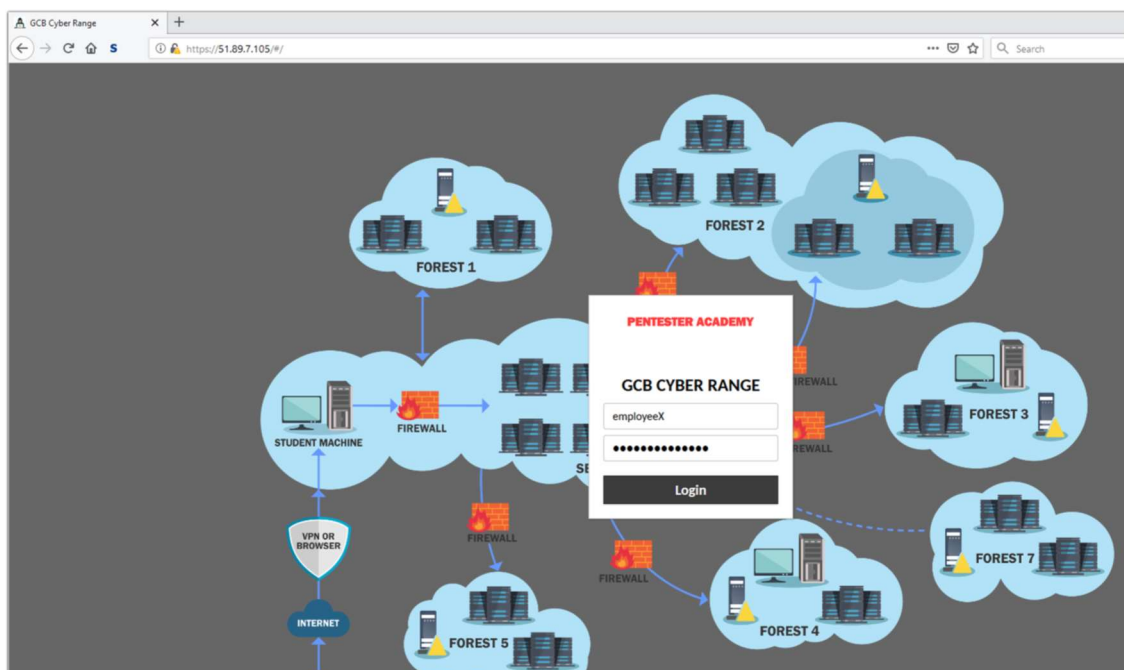 GCB Cyber Range
S
https://51.89.7.105/#/
Search
FOREST 1
FOREST 2
PENTESTER ACADEMY
GCB CYBER RANGE
employeeX
••••••••••••••
Login
FIREWALL
FIREWALL
FOREST 3
STUDENT MACHINE
FIREWALL
SE
VPN OR
BROWSER
FIREWALL
FIREWALL
FOREST 7
INTERNET
FOREST 5
FOREST 4